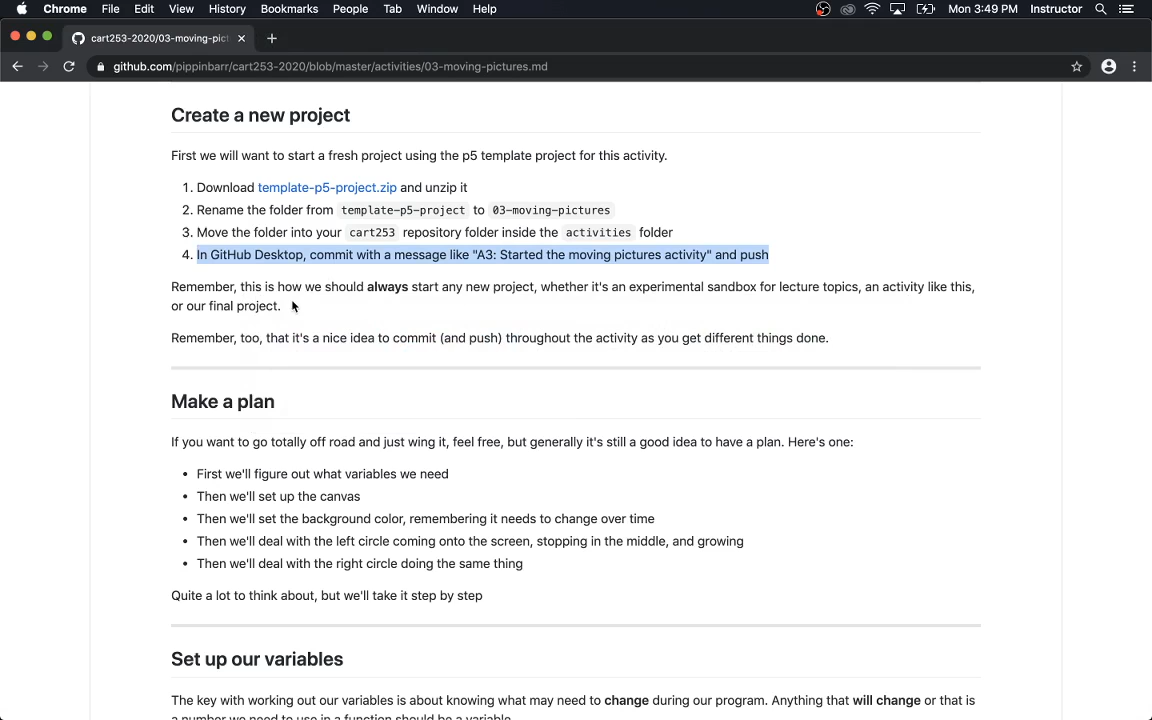 Chrome File Edit View History Bookmarks People Tab Window Help Mon 3:49 PM Instructor
cart253-2020/03-moving-pict
github.com/pippinbarr/cart253-2020/blob/master/activities/03-moving-pictures.md
Create a new project
First we will want to start a fresh project using the p5 template project for this activity.
1. Download template-p5-project.zip and unzip it
2. Rename the folder from template-p5-project to 03-moving-pictures
3. Move the folder into your cart253 repository folder inside the activities folder
4. In GitHub Desktop, commit with a message like "A3: Started the moving pictures activity" and push
Remember, this is how we should always start any new project, whether it's an experimental sandbox for lecture topics, an activity like this,
or our final project.
Remember, too, that it's a nice idea to commit (and push) throughout the activity as you get different things done.
Make a plan
If you want to go totally off road and just wing it, feel free, but generally it's still a good idea to have a plan. Here's one:
• First we'll figure out what variables we need
• Then we'll set up the canvas
• Then we'll set the background color, remembering it needs to change over time
• Then we'll deal with the left circle coming onto the screen, stopping in the middle, and growing
• Then we'll deal with the right circle doing the same thing
Quite a lot to think about, but we'll take it step by step
Set up our variables
The key with working out our variables is about knowing what may need to change during our program. Anything that will change or that is
a number we need to use in a function should be a variable.